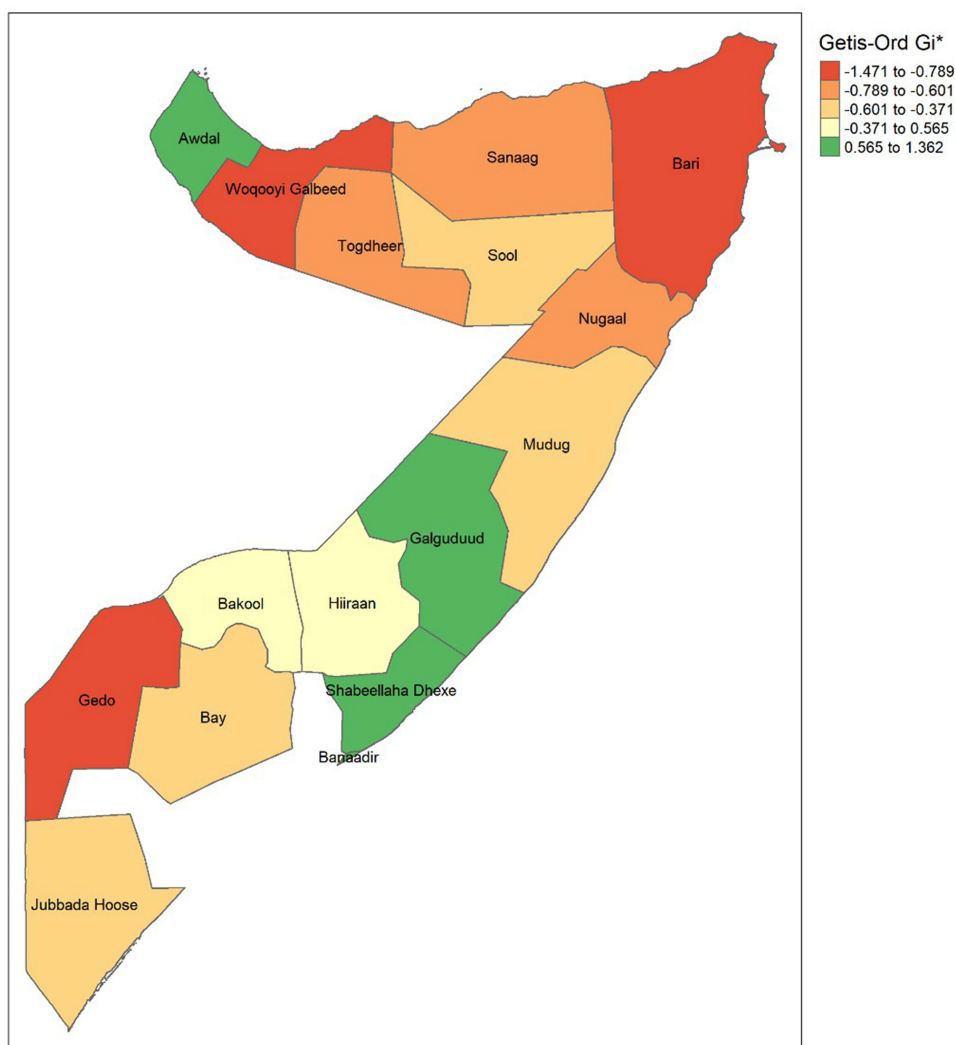 Getis-Ord Gi*
-1.471 to -0.789
-0.789 to -0.601
-0.601 to -0.371
-0.371 to 0.565
0.565 to 1.362
Awdal
Sanaag
Bari
Woqooyi Galbeed
Togdheer
Sool
Nugaal
Mudug
Galguduud
Bakool
Hiiraan
Shabeellaha Dhexe
Gedo
Bay
Banaadir
Jubbada Hoose